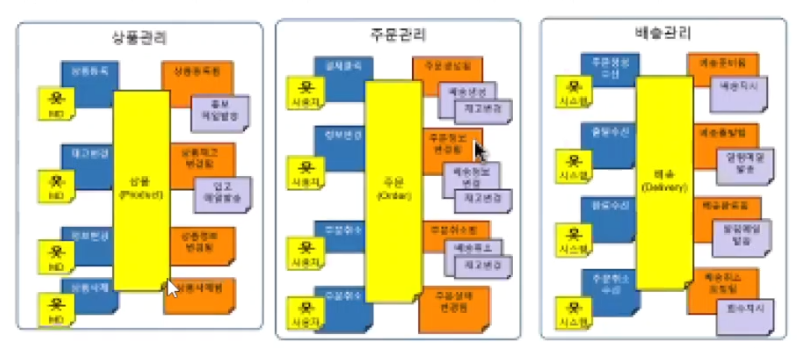 상품관리
상품등록
상품등록됨
MD
홍보
메일발송
재고변경
상품재고
변경됨
MD
입고
메일발송
상품
(Product)
정보변경
상품정보
변경됨
MD
상품삭제
상품삭제됨
MD
주문관리
결제클릭
주문생성됨
사용자
배송생성
재고변경
정보변경
주문정보
변경됨
사용자
배송정보
변경
재고변경
주문
(Order)
주문취소
주문취소됨
사용자
배송취소
재고변경
주문취소
주문상태
변경됨
사용자
배송관리
주문생성
수신
배송준비됨
시스템
배송지시
출발수신
배송출발됨
시스템
알림메일
발송
배송
(Delivery)
완료수신
배송완료됨
시스템
알림메일
발송
주문취소
수신
배송취소
시스템
회수지시